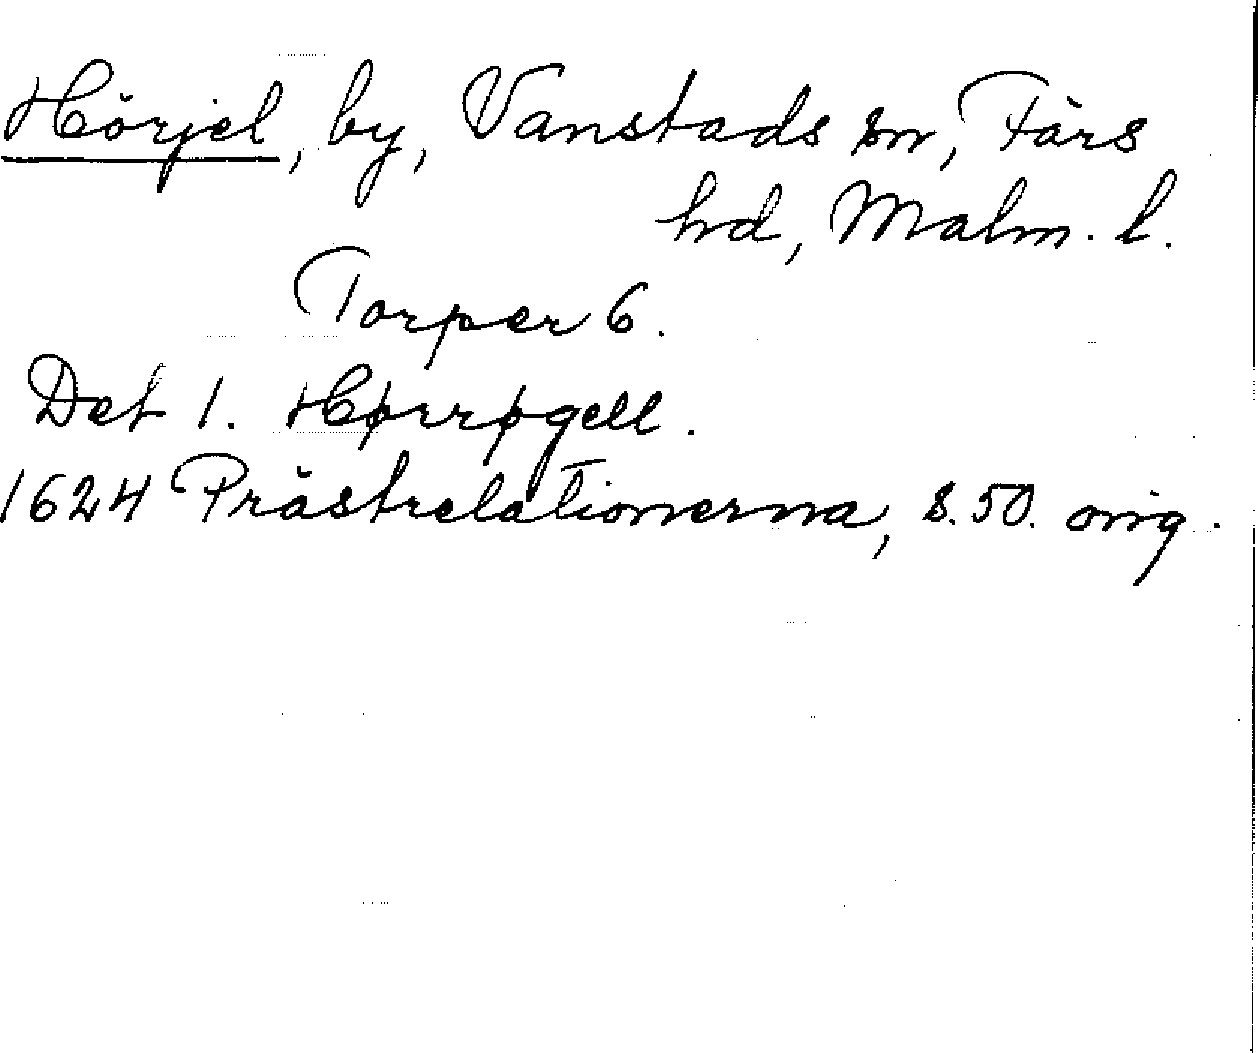 Hörjel, by, Vanstads sn, Färs
hd, Malm. l.
Torper 6.
Det 1. Hørrøgell.
1624 Prästrelationerna, s. 50. orig.